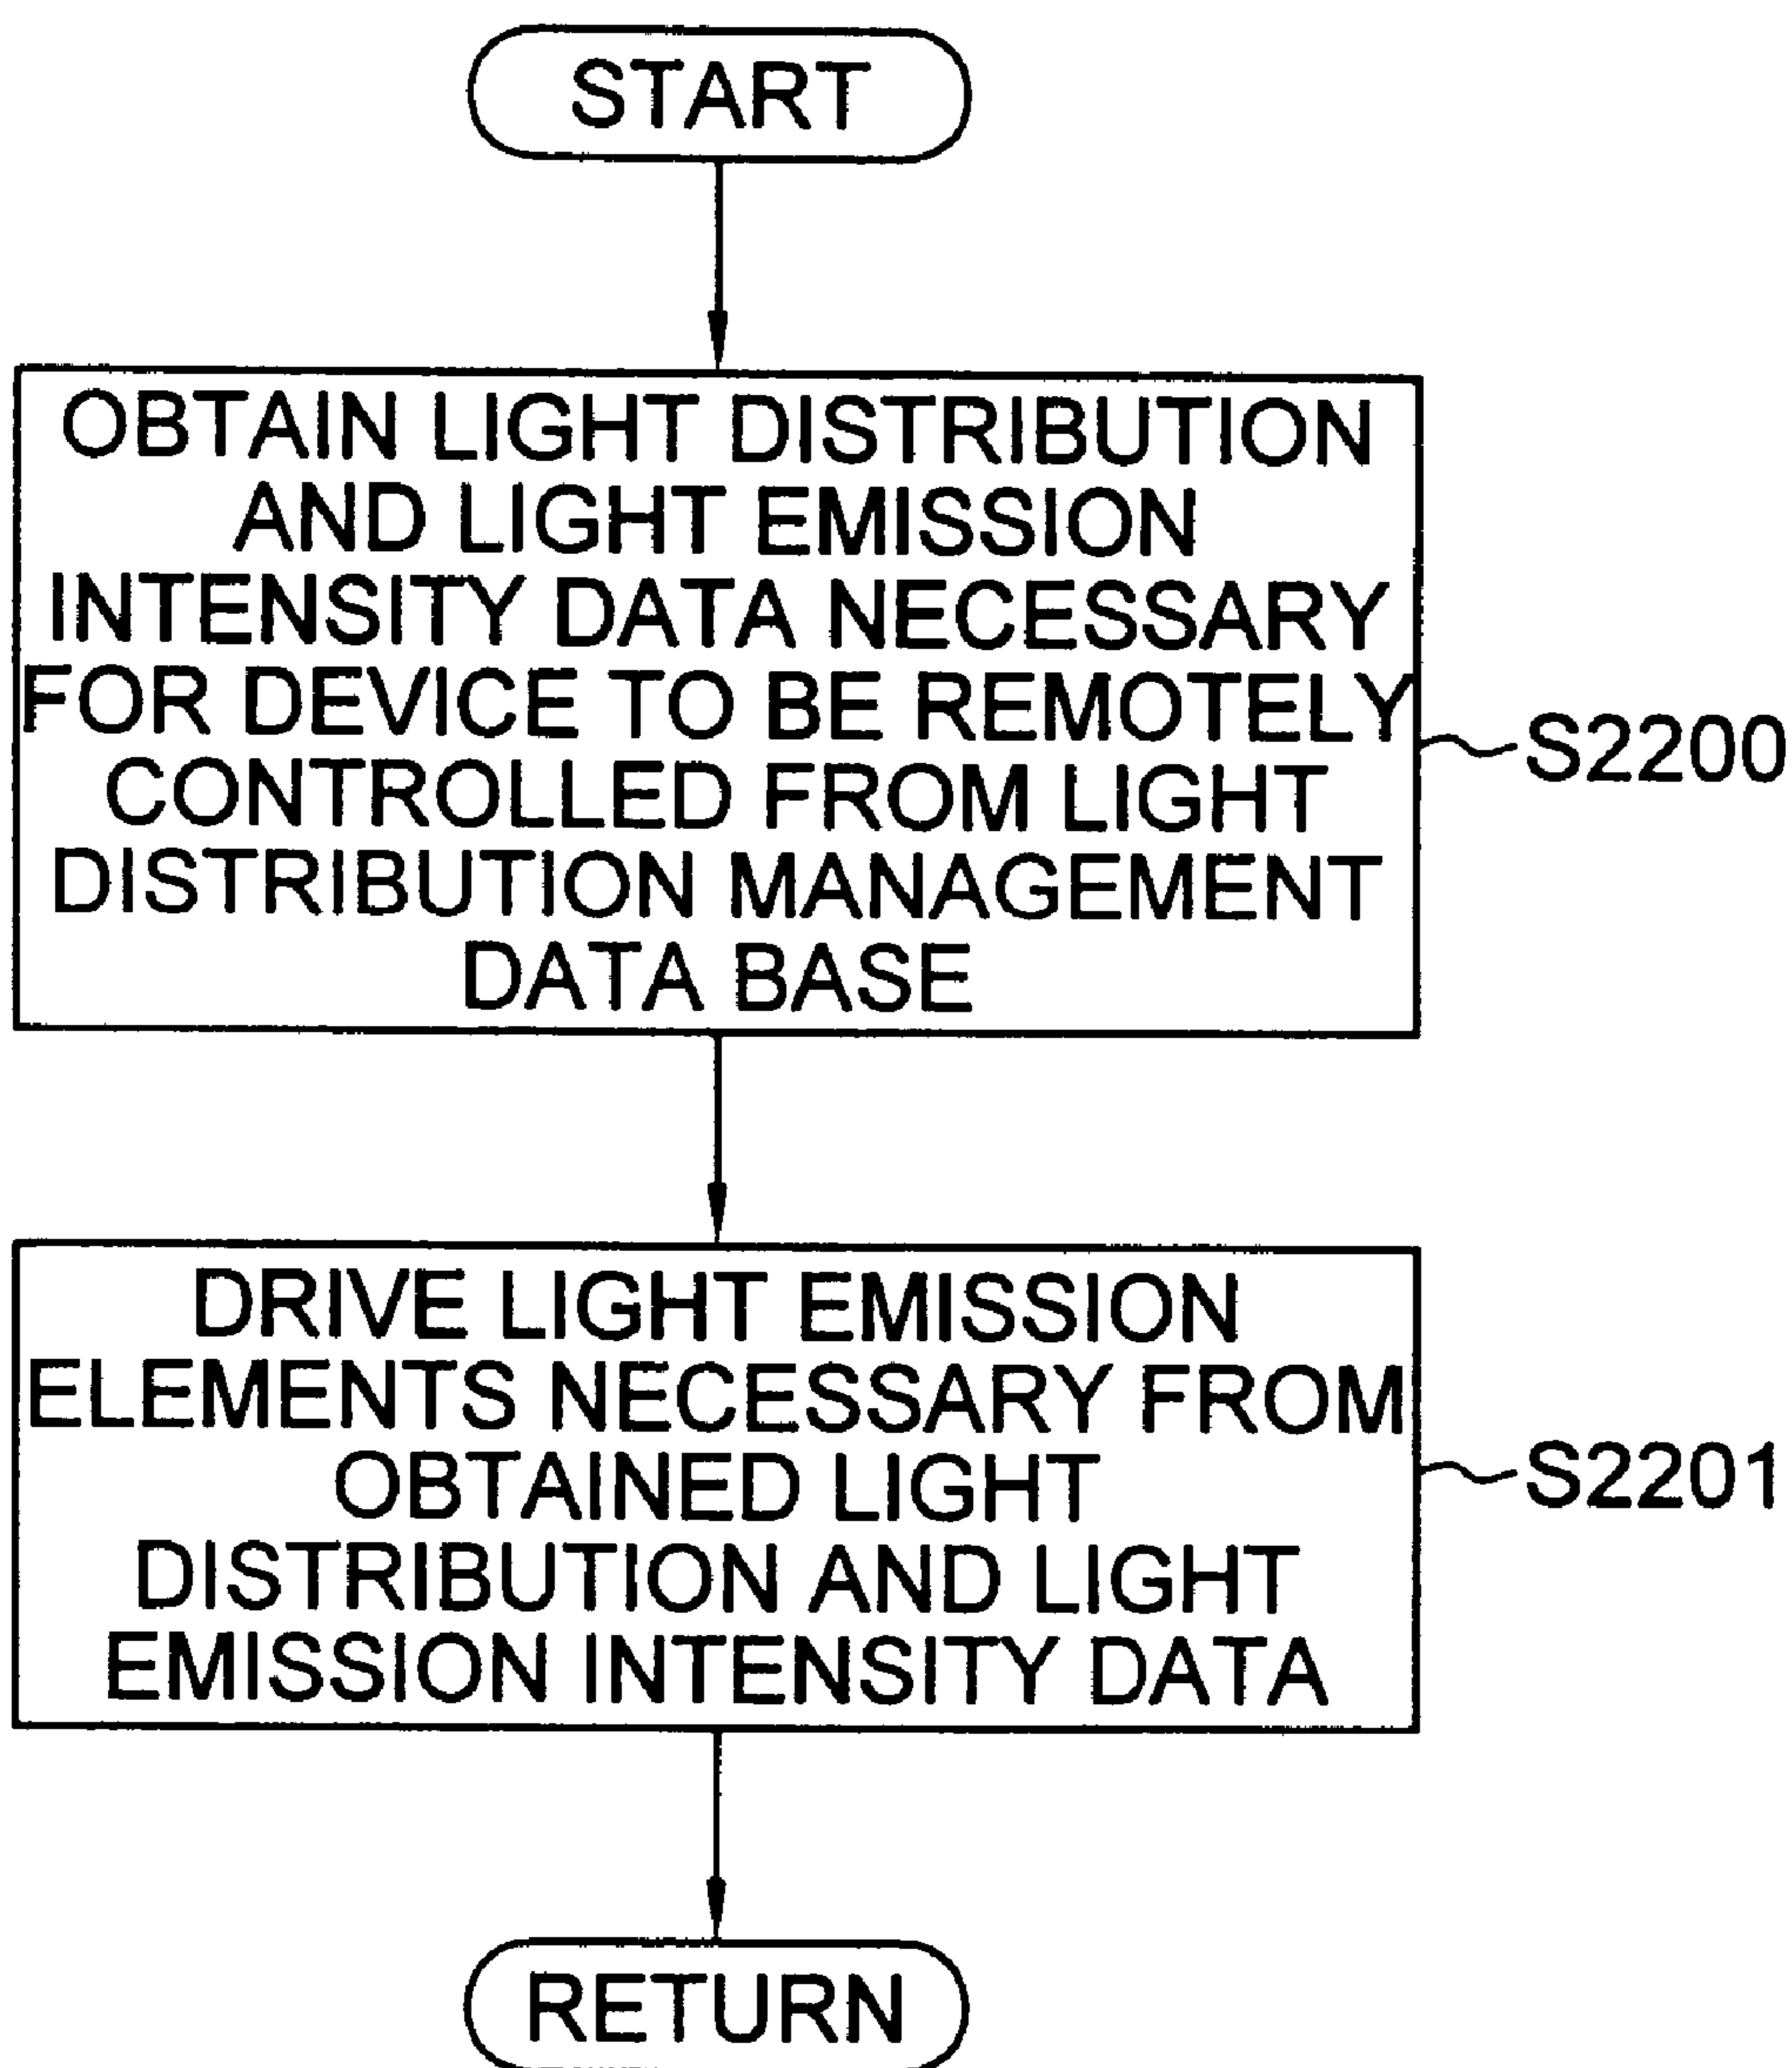 START
OBTAIN LIGHT DISTRIBUTION
AND LIGHT EMISSION
INTENSITY DATA NECESSARY
FOR DEVICE TO BE REMOTELY
CONTROLLED FROM LIGHT
DISTRIBUTION MANAGEMENT
DATA BASE
S2200
DRIVE LIGHT EMISSION
ELEMENTS NECESSARY FROM
OBTAINED LIGHT
DISTRIBUTION AND LIGHT
EMISSION INTENSITY DATA
S2201
RETURN